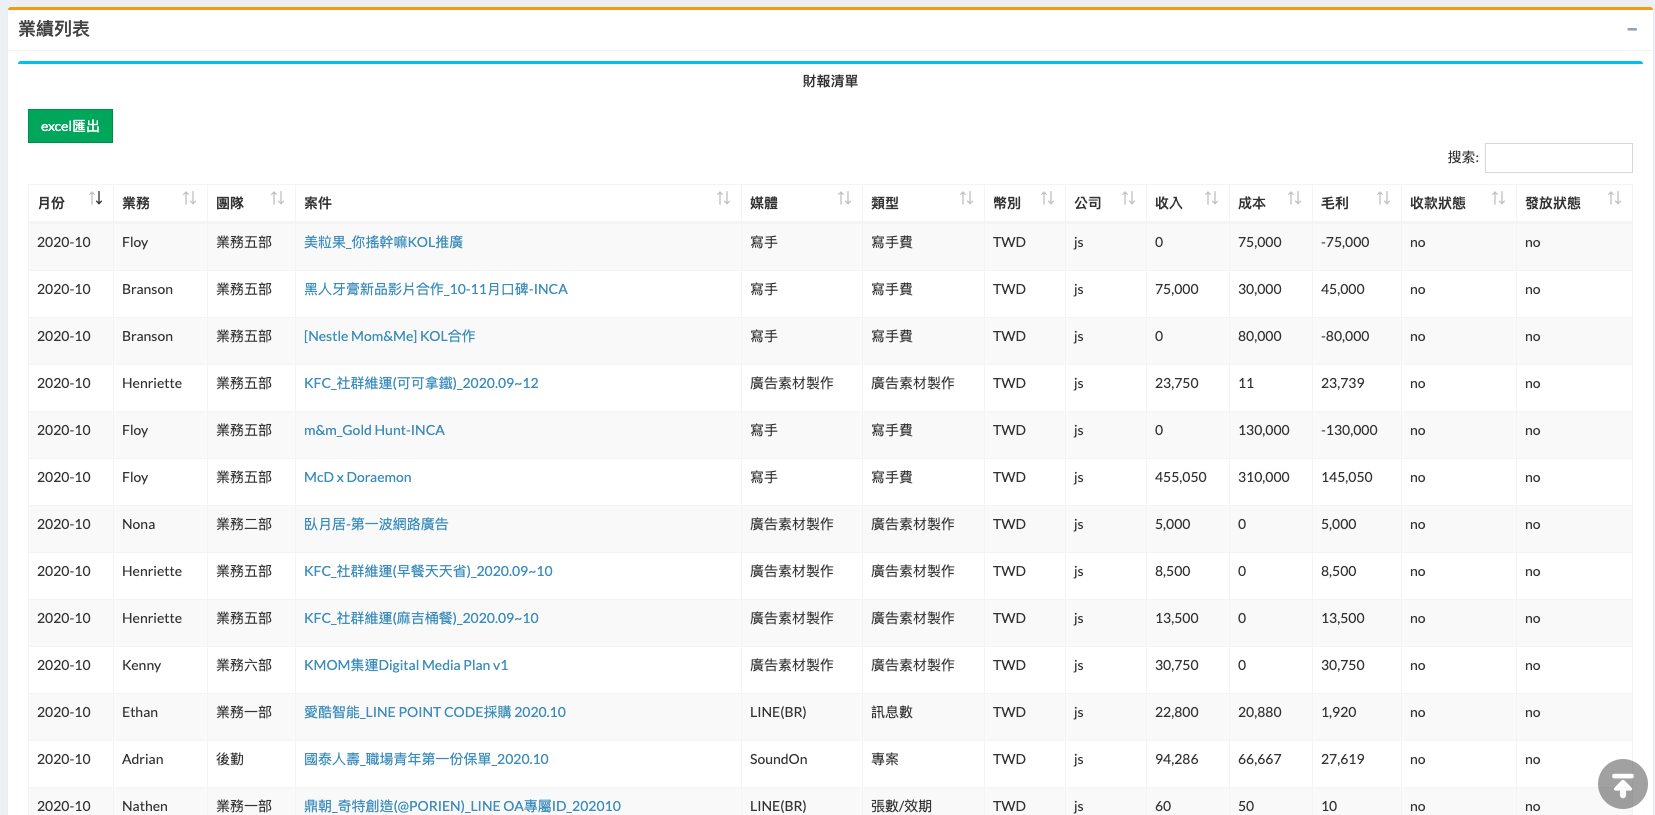 業績列表
財報清單
excel匯出
搜索:
月份 業務 團隊 案件 媒體 類型 幣別 公司 收入 成本 毛利 收款狀態 發放狀態
2020-10 Floy 業務五部 美粒果_你搖幹嘛KOL推廣 寫手 寫手費 TWD js 0 75,000 -75,000 no no
2020-10 Branson 業務五部 黑人牙膏新品影片合作_10-11月口碑-INCA 寫手 寫手費 TWD js 75,000 30,000 45,000 no no
2020-10 Branson 業務五部 [Nestle Mom&Me] KOL合作 寫手 寫手費 TWD js 0 80,000 -80,000 no no
2020-10 Henriette 業務五部 KFC_社群維運(可可拿鐵)_2020.09~12 廣告素材製作 廣告素材製作 TWD js 23,750 11 23,739 no no
2020-10 Floy 業務五部 m&m_Gold Hunt-INCA 寫手 寫手費 TWD js 0 130,000 -130,000 no no
2020-10 Floy 業務五部 McD x Doraemon 寫手 寫手費 TWD js 455,050 310,000 145,050 no no
2020-10 Nona 業務二部 臥月居-第一波網路廣告 廣告素材製作 廣告素材製作 TWD js 5,000 0 5,000 no no
2020-10 Henriette 業務五部 KFC_社群維運(早餐天天省)_2020.09~10 廣告素材製作 廣告素材製作 TWD js 8,500 0 8,500 no no
2020-10 Henriette 業務五部 KFC_社群維運(麻吉桶餐)_2020.09~10 廣告素材製作 廣告素材製作 TWD js 13,500 0 13,500 no no
2020-10 Kenny 業務六部 KMOM集運Digital Media Plan v1 廣告素材製作 廣告素材製作 TWD js 30,750 0 30,750 no no
2020-10 Ethan 業務一部 愛酷智能_LINE POINT CODE採購 2020.10 LINE(BR) 訊息數 TWD js 22,800 20,880 1,920 no no
2020-10 Adrian 後勤 國泰人壽_職場青年第一份保單_2020.10 SoundOn 專案 TWD js 94,286 66,667 27,619 no no
2020-10 Nathen 業務一部 鼎朝_奇特創造(@PORIEN)_LINE OA專屬ID_202010 LINE(BR) 張數/效期 TWD js 60 50 10 no no